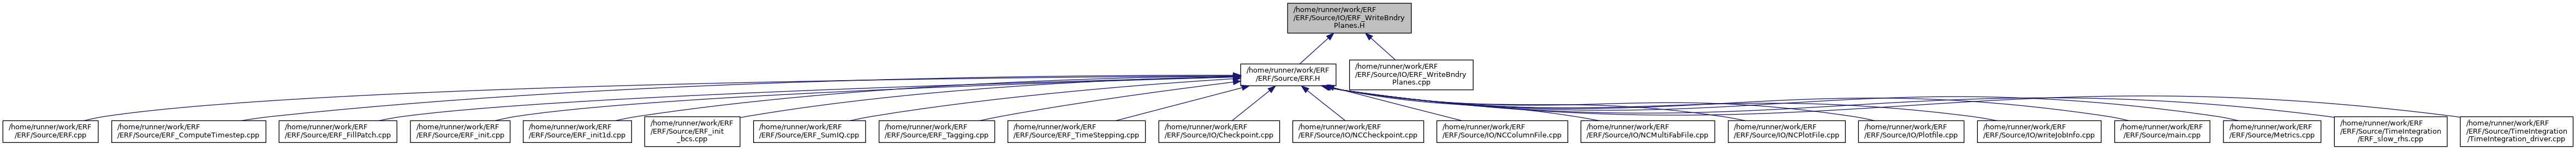 /home/runner/work/ERF
/ERF/Source/IO/ERF_WriteBndry
Planes.H
/home/runner/work/ERF
/ERF/Source/ERF.H
/home/runner/work/ERF
/ERF/Source/IO/ERF_WriteBndry
Planes.cpp
/home/runner/work/ERF
/ERF/Source/ERF.cpp
/home/runner/work/ERF
/ERF/Source/ERF_ComputeTimestep.cpp
/home/runner/work/ERF
/ERF/Source/ERF_FillPatch.cpp
/home/runner/work/ERF
/ERF/Source/ERF_init.cpp
/home/runner/work/ERF
/ERF/Source/ERF_init1d.cpp
/home/runner/work/ERF
/ERF/Source/ERF_init
_bcs.cpp
/home/runner/work/ERF
/ERF/Source/ERF_SumIQ.cpp
/home/runner/work/ERF
/ERF/Source/ERF_Tagging.cpp
/home/runner/work/ERF
/ERF/Source/ERF_TimeStepping.cpp
/home/runner/work/ERF
/ERF/Source/IO/Checkpoint.cpp
/home/runner/work/ERF
/ERF/Source/IO/NCCheckpoint.cpp
/home/runner/work/ERF
/ERF/Source/IO/NCColumnFile.cpp
/home/runner/work/ERF
/ERF/Source/IO/NCMultiFabFile.cpp
/home/runner/work/ERF
/ERF/Source/IO/NCPlotFile.cpp
/home/runner/work/ERF
/ERF/Source/IO/Plotfile.cpp
/home/runner/work/ERF
/ERF/Source/IO/writeJobInfo.cpp
/home/runner/work/ERF
/ERF/Source/main.cpp
/home/runner/work/ERF
/ERF/Source/Metrics.cpp
/home/runner/work/ERF
/ERF/Source/TimeIntegration
/ERF_slow_rhs.cpp
/home/runner/work/ERF
/ERF/Source/TimeIntegration
/TimeIntegration_driver.cpp